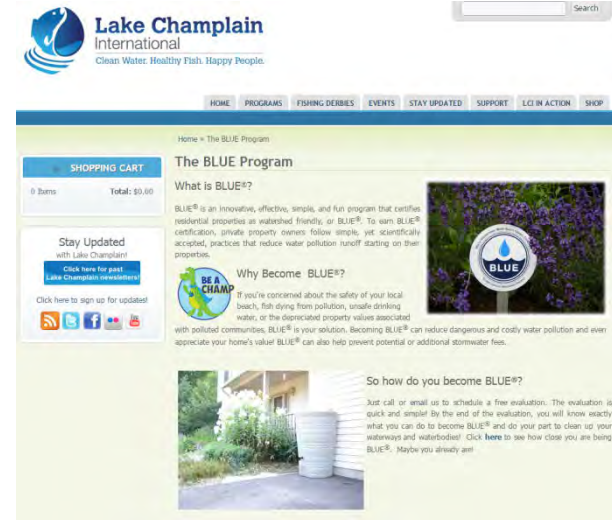 Search
Lake Champlain
International
Clean Water. Healthy Fish. Happy People.
HOME PROGRAMS FISHING DERBIES EVENTS STAY UPDATED SUPPORT LCI IN ACTION SHOP
Home » The BLUE Program
SHOPPING CART
0 Items Total: $0.00
Stay Updated
with Lake Champlain!
Click here for past
Lake Champlain newsletters!
Click here to sign up for updates!
The BLUE Program
What is BLUE®?
BLUE® is an innovative, effective, simple, and fun program that certifies
residential properties as watershed friendly, or BLUE®. To earn BLUE®
certification, private property owners follow simple, yet scientifically
accepted, practices that reduce water pollution runoff starting on their
properties.
BLUE
BE A
CHAMP
Why Become BLUE®?
If you're concerned about the safety of your local
beach, fish dying from pollution, unsafe drinking
water, or the depreciated property values associated
with polluted communities, BLUE® is your solution. Becoming BLUE® can reduce dangerous and costly water pollution and even
appreciate your home's value! BLUE® can also help prevent potential or additional stormwater fees.
So how do you become BLUE®?
Just call or email us to schedule a free evaluation. The evaluation is
quick and simple! By the end of the evaluation, you will know exactly
what you can do to become BLUE® and do your part to clean up your
waterways and waterbodies! Click here to see how close you are being
BLUE®. Maybe you already am!